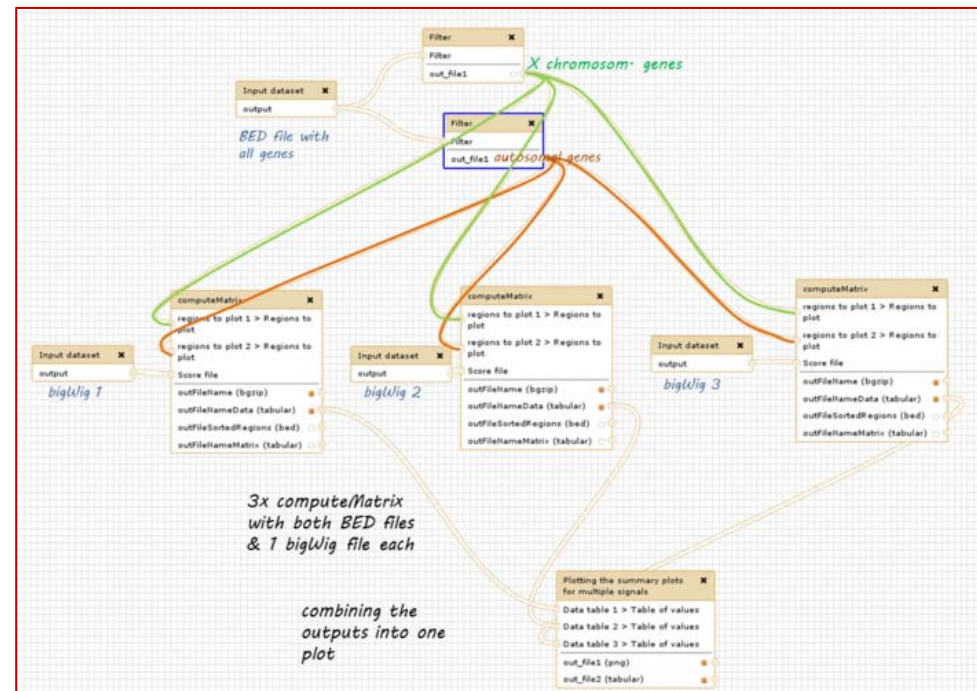 Filter
Filter
out_file1
X chromosom. genes
Input dataset
output
BED file with
all genes
Filter
Filter
out_file1
autosomal genes
computeMatrix
regions to plot 1 > Regions to
plot
regions to plot 2 > Regions to
plot
Score file
outFileName (bgzip)
outFileNameData (tabular)
outFileSortedRegions (bed)
outFileNameMatrix (tabular)
Input dataset
output
bigWig 1
computeMatrix
regions to plot 1 > Regions to
plot
regions to plot 2 > Regions to
plot
Score file
outFileName (bgzip)
outFileNameData (tabular)
outFileSortedRegions (bed)
outFileNameMatrix (tabular)
Input dataset
output
bigWig 2
computeMatrix
regions to plot 1 > Regions to
plot
regions to plot 2 > Regions to
plot
Score file
outFileName (bgzip)
outFileNameData (tabular)
outFileSortedRegions (bed)
outFileNameMatrix (tabular)
Input dataset
output
bigWig 3
3x computeMatrix
with both BED files
& 1 bigWig file each
combining the
outputs into one
plot
Plotting the summary plots
for multiple signals
Data table 1 > Table of values
Data table 2 > Table of values
Data table 3 > Table of values
out_file1 (png)
out_file2 (tabular)